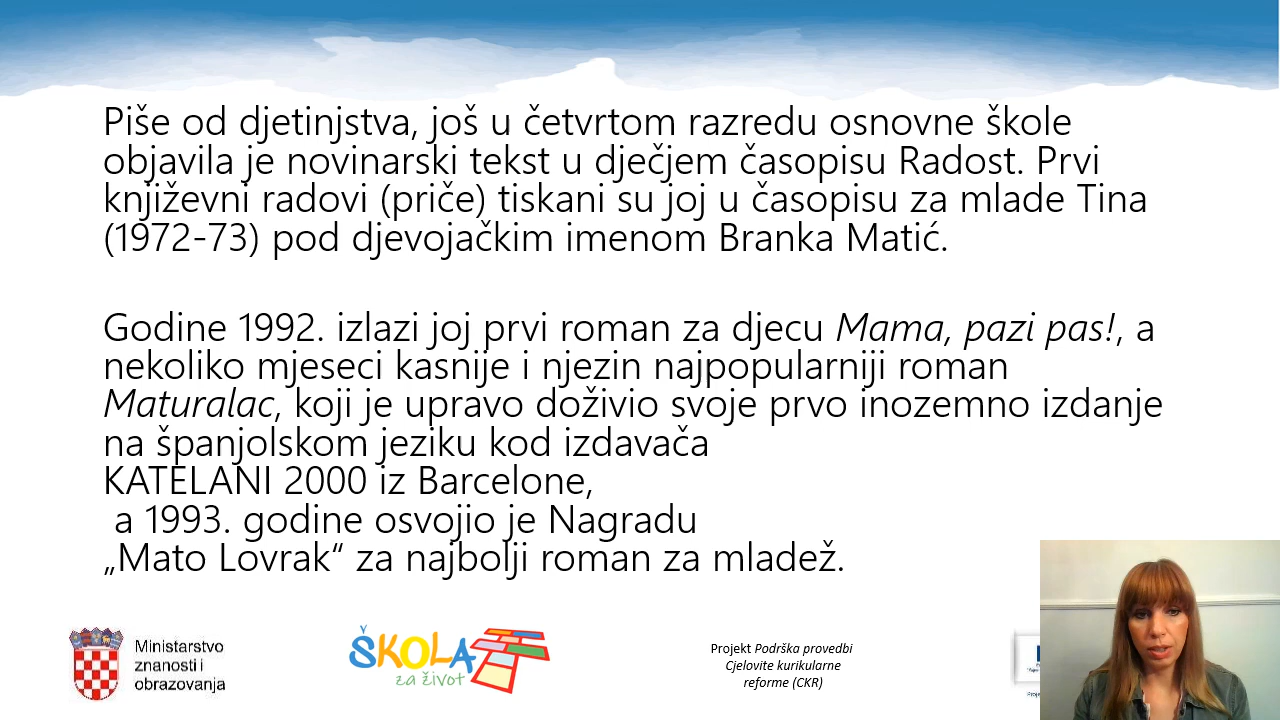 Piše od djetinjstva, još u četvrtom razredu osnovne škole
objavila je novinarski tekst u dječjem časopisu Radost. Prvi
književni radovi (priče) tiskani su joj u časopisu za mlade Tina
(1972-73) pod djevojačkim imenom Branka Matić.
Godine 1992. izlazi joj prvi roman za djecu Mama, pazi pas!, a
nekoliko mjeseci kasnije i njezin najpopularniji roman
Maturalac, koji je upravo doživio svoje prvo inozemno izdanje
na španjolskom jeziku kod izdavača
KATELANI 2000 iz Barcelone,
a 1993. godine osvojio je Nagradu
„Mato Lovrak“ za najbolji roman za mladež.
Ministarstvo
znanosti i
obrazovanja
ŠKOLA
za život
Projekt Podrška provedbi
Cjelovite kurikularne
reforme (CKR)